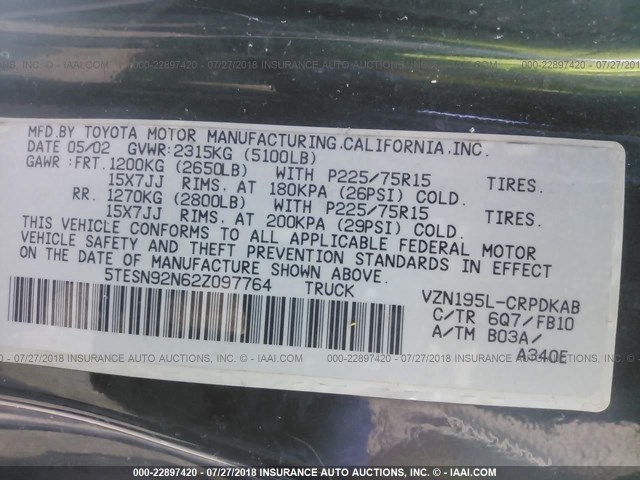 000-22897420 - 07/27/2018 INSURANCE AUTO AUCTIONS, INC. - IAAI.COM
MFD.BY TOYOTA MOTOR MANUFACTURING.CALIFORNIA.INC.
DATE 05/02 GVWR:2315KG (5100LB)
GAWR:FRT.1200KG (2650LB) WITH P225/75R15 TIRES.
15X7JJ RIMS. AT 180KPA (26PSI) COLD.
RR. 1270KG (2800LB) WITH P225/75R15 TIRES.
15X7JJ RIMS. AT 200KPA (29PSI) COLD.
THIS VEHICLE CONFORMS TO ALL APPLICABLE FEDERAL MOTOR
VEHICLE SAFETY AND THEFT PREVENTION STANDARDS IN EFFECT
ON THE DATE OF MANUFACTURE SHOWN ABOVE.
5TESN92N62Z097764 TRUCK VZN195L-CRPDKAB
C/TR 6Q7/FB10
A/TM B03A/
A340E
000-22897420 - 07/27/2018 INSURANCE AUTO AUCTIONS, INC. - IAAI.COM